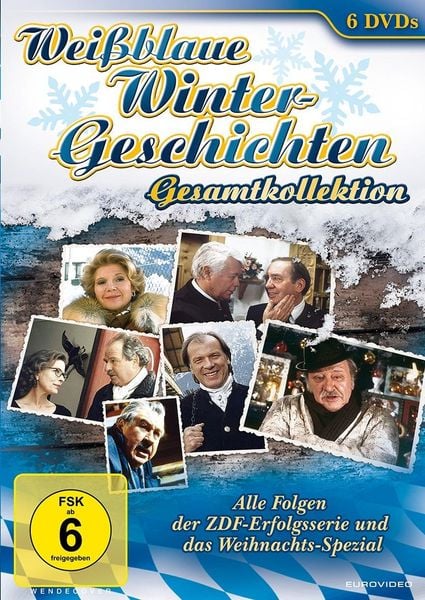 6 DVDs
Weißblaue
Winter-
Geschichten
Gesamtkollektion
Alle Folgen
der ZDF-Erfolgsserie und
das Weihnachts-Spezial
FSK
ab
6
freigegeben
WENDECOVER
EUROVIDEO